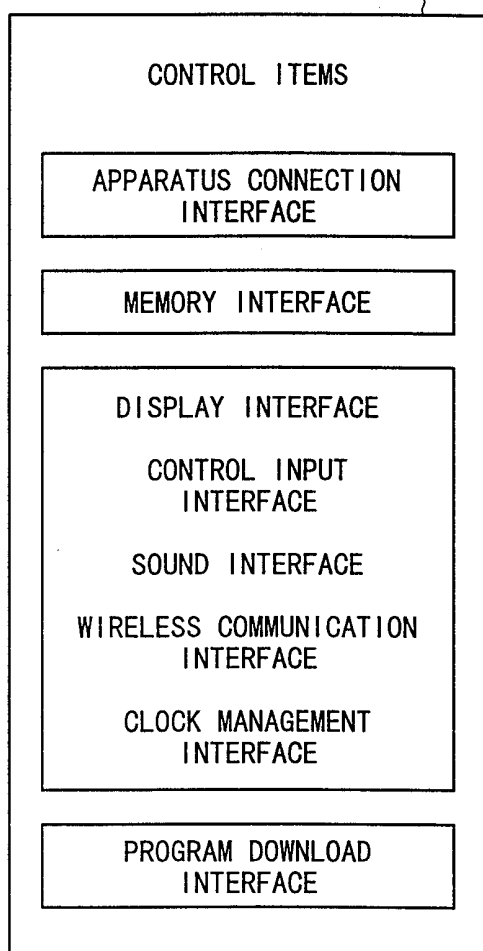 CONTROL ITEMS
APPARATUS CONNECTION
INTERFACE
MEMORY INTERFACE
DISPLAY INTERFACE
CONTROL INPUT
INTERFACE
SOUND INTERFACE
WIRELESS COMMUNICATION
INTERFACE
CLOCK MANAGEMENT
INTERFACE
PROGRAM DOWNLOAD
INTERFACE